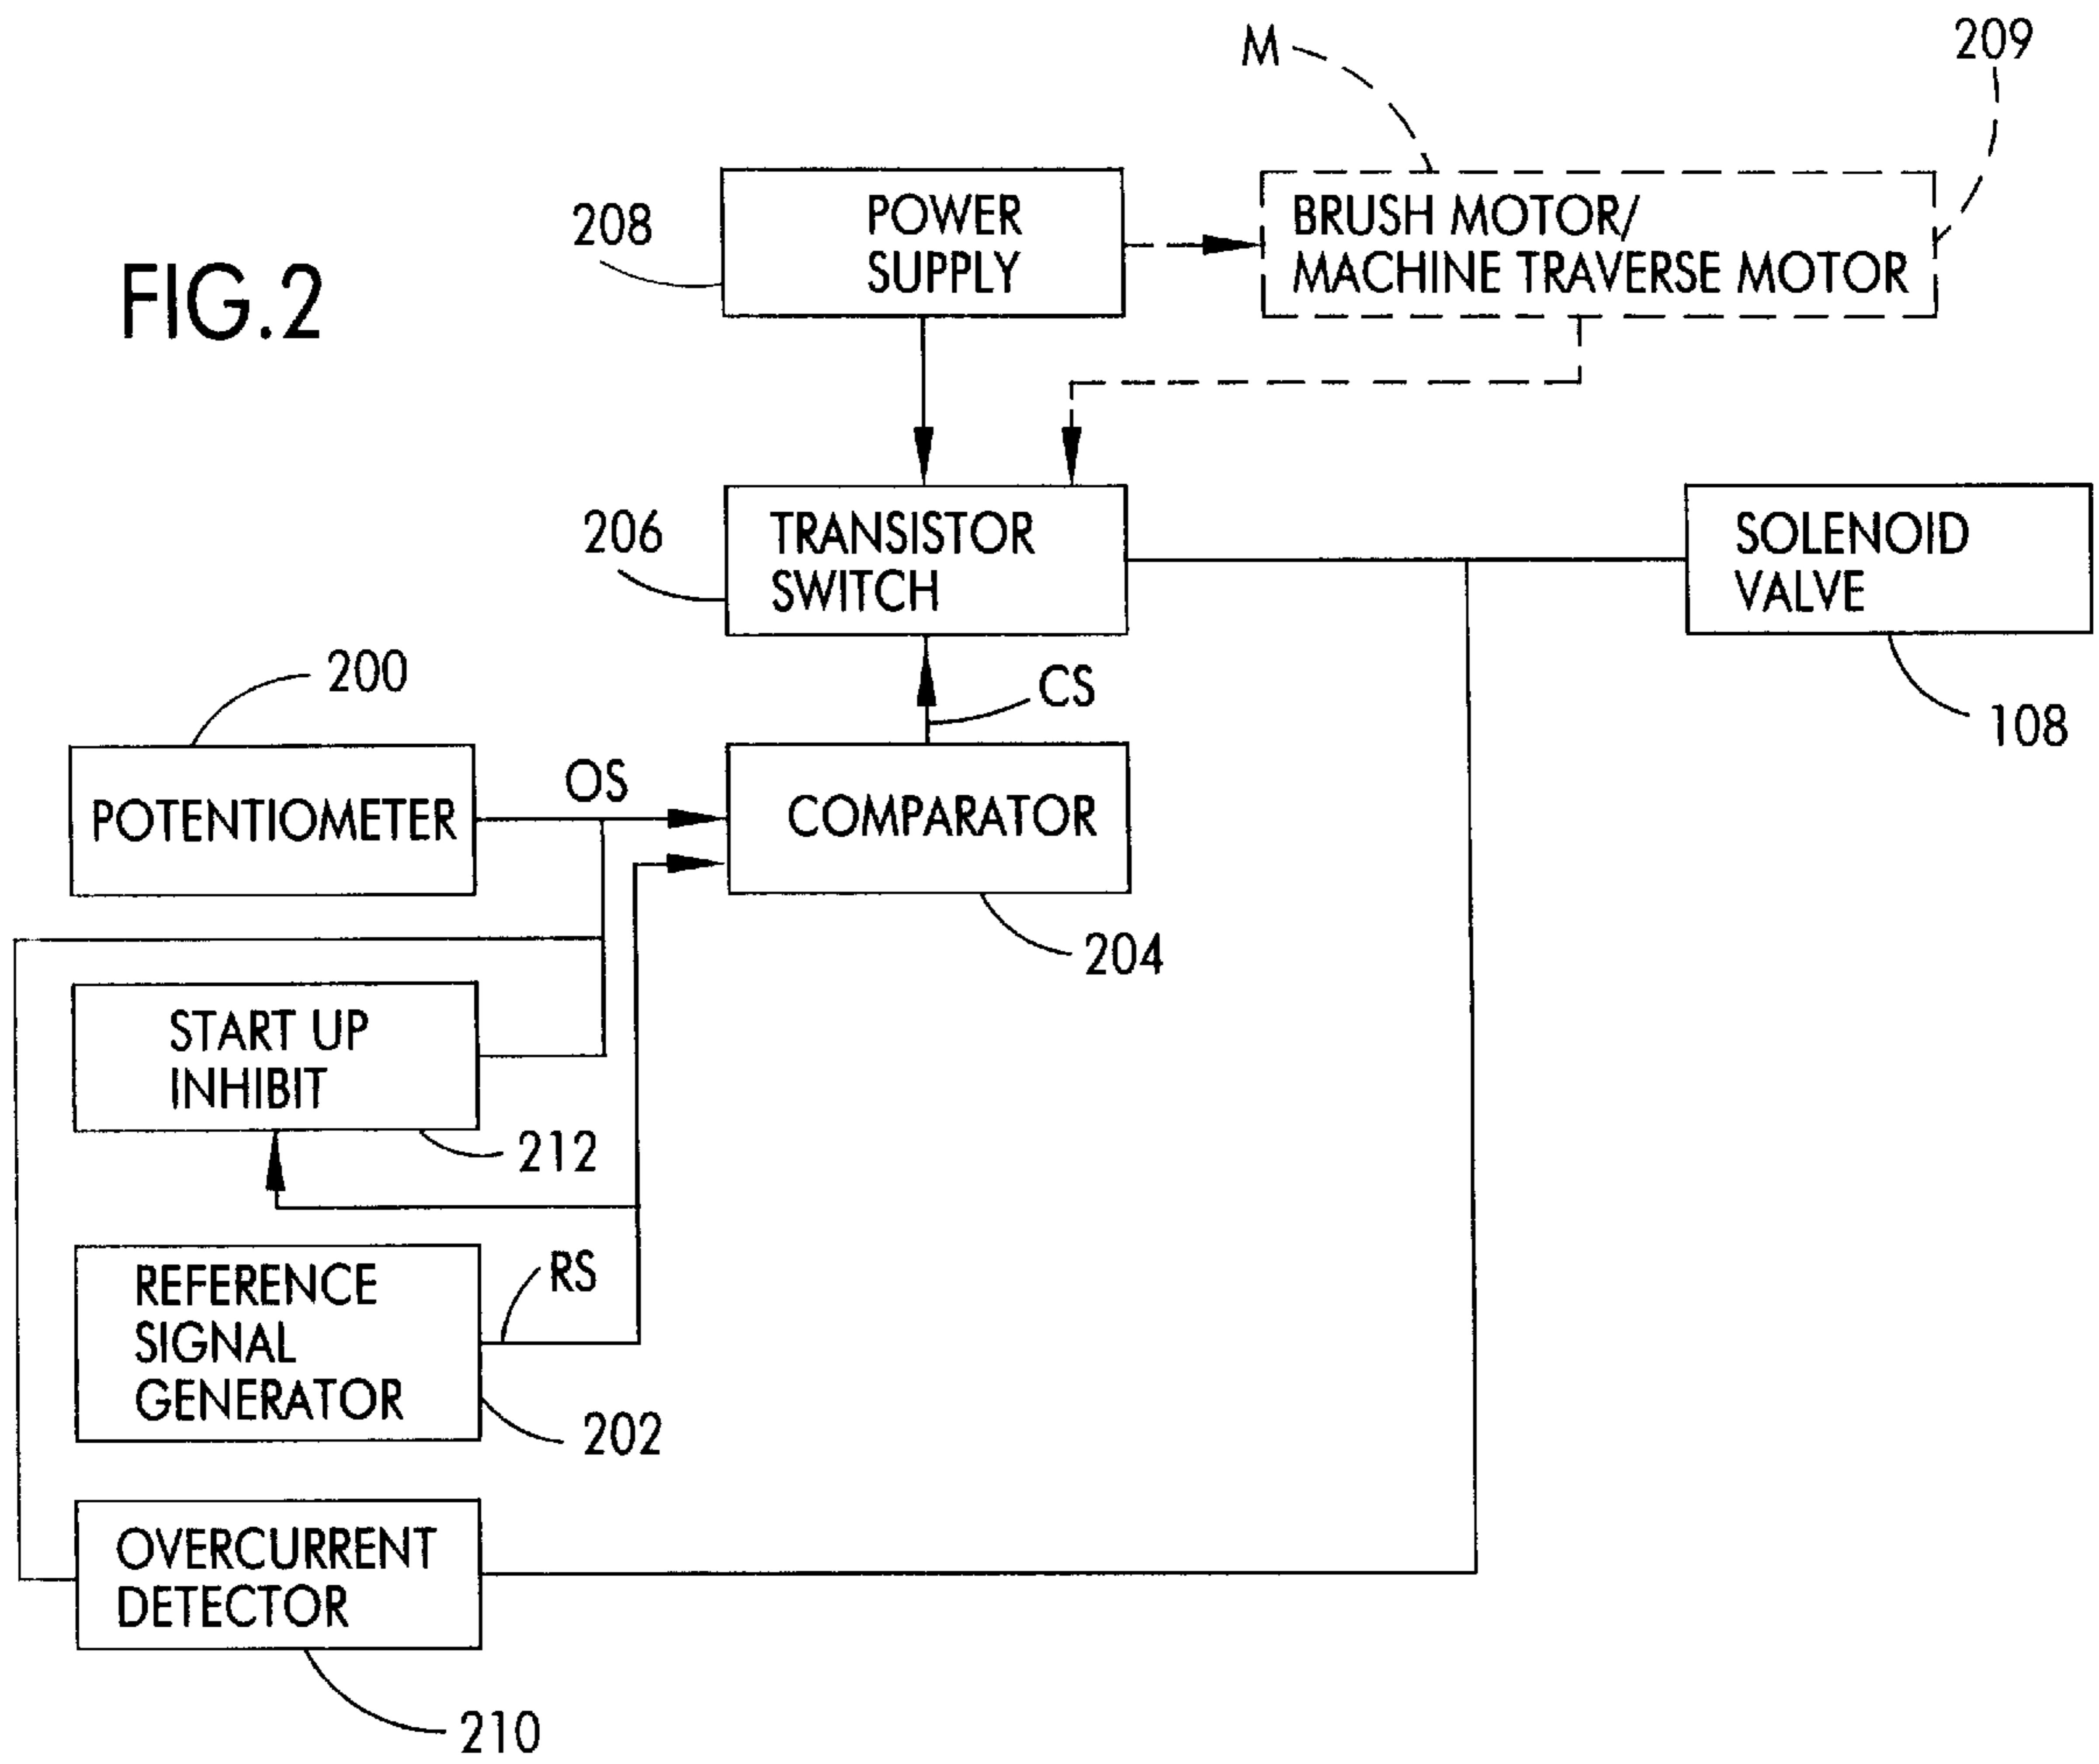 M
209
POWER
SUPPLY
BRUSH MOTOR/
MACHINE TRAVERSE MOTOR
208
FIG.2
206
TRANSISTOR
SWITCH
SOLENOID
VALVE
200
CS
108
POTENTIOMETER
OS
COMPARATOR
204
START UP
INHIBIT
212
REFERENCE
SIGNAL
GENERATOR
RS
202
OVERCURRENT
DETECTOR
210